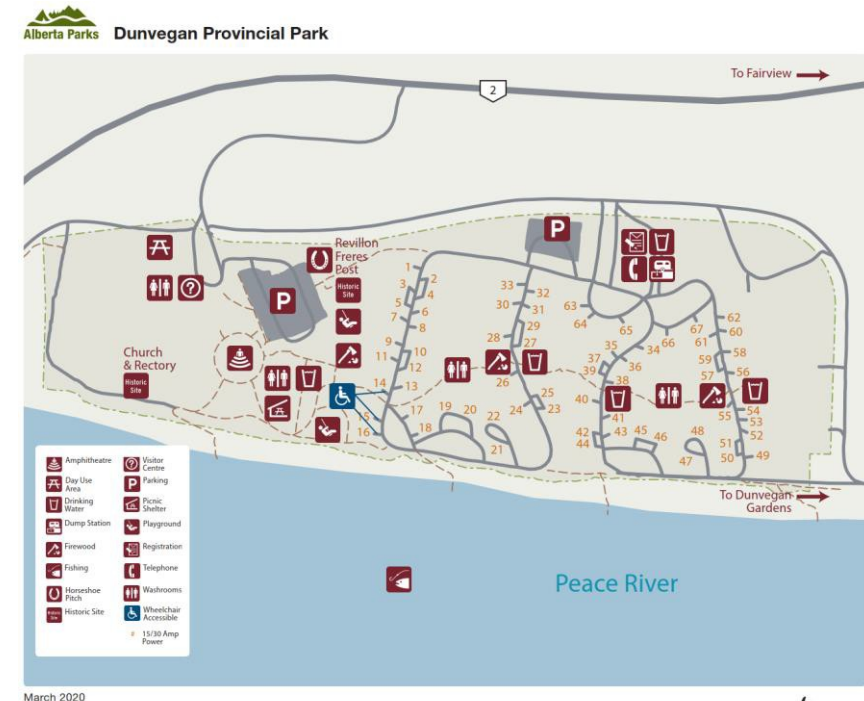 Alberta Parks
Dunvegan Provincial Park
To Fairview
2
P
Revillon
Freres
Post
Historic
Site
?
P
Church
& Rectory
Historic
Site
1
2
3
4
5
6
7
8
9
10
11
12
13
14
15
16
17
18
19
20
21
22
23
24
25
26
27
28
29
30
31
32
33
34
35
36
37
38
39
40
41
42
43
44
45
46
47
48
49
50
51
52
53
54
55
56
57
58
59
60
61
62
63
64
65
66
67
To Dunvegan
Gardens
Peace River
Amphitheatre
Day Use
Area
Drinking
Water
Dump Station
Firewood
Fishing
Horseshoe
Pitch
Historic
Site
Historic Site
?
Visitor
Centre
P
Parking
Picnic
Shelter
Playground
Registration
Telephone
Washrooms
Wheelchair
Accessible
# 15/30 Amp
Power
March 2020